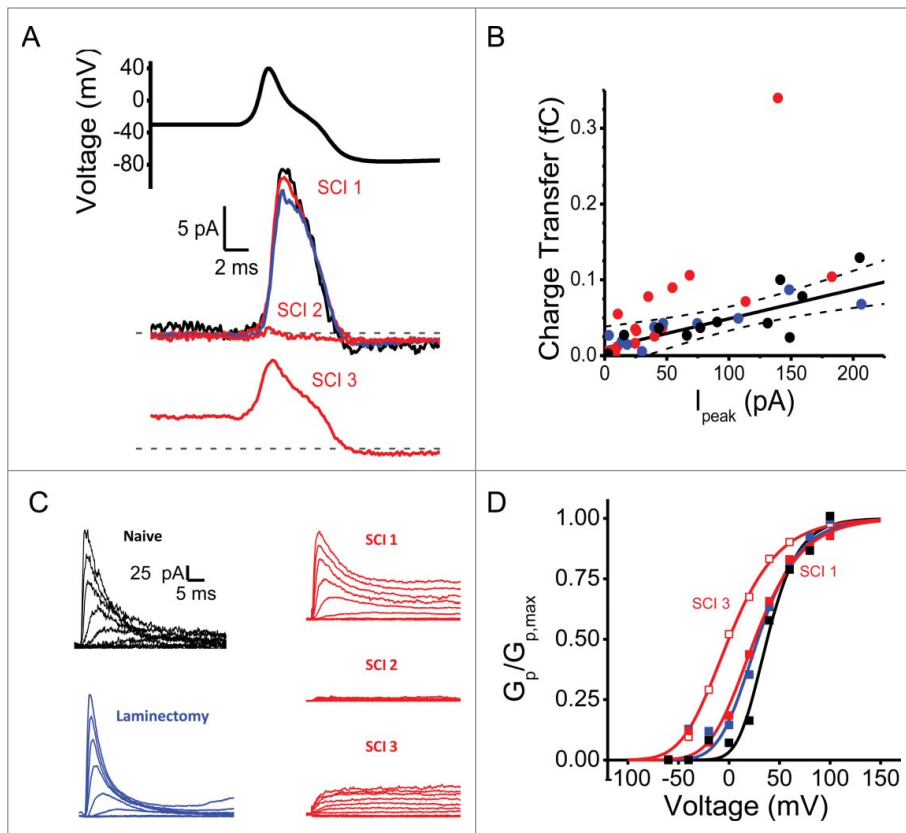 A
Voltage (mV)
40
0
-40
-80
SCI 1
5 pA
2 ms
SCI 2
SCI 3
B
Charge Transfer (fC)
0.3
0.2
0.1
0.0
0 50 100 150 200
Ipeak (pA)
C
Naive
25 pA
5 ms
Laminectomy
SCI 1
SCI 2
SCI 3
D
Gp/Gp,max
1.00
0.75
0.50
0.25
0.00
SCI 3
SCI 1
-100 -50 0 50 100 150
Voltage (mV)